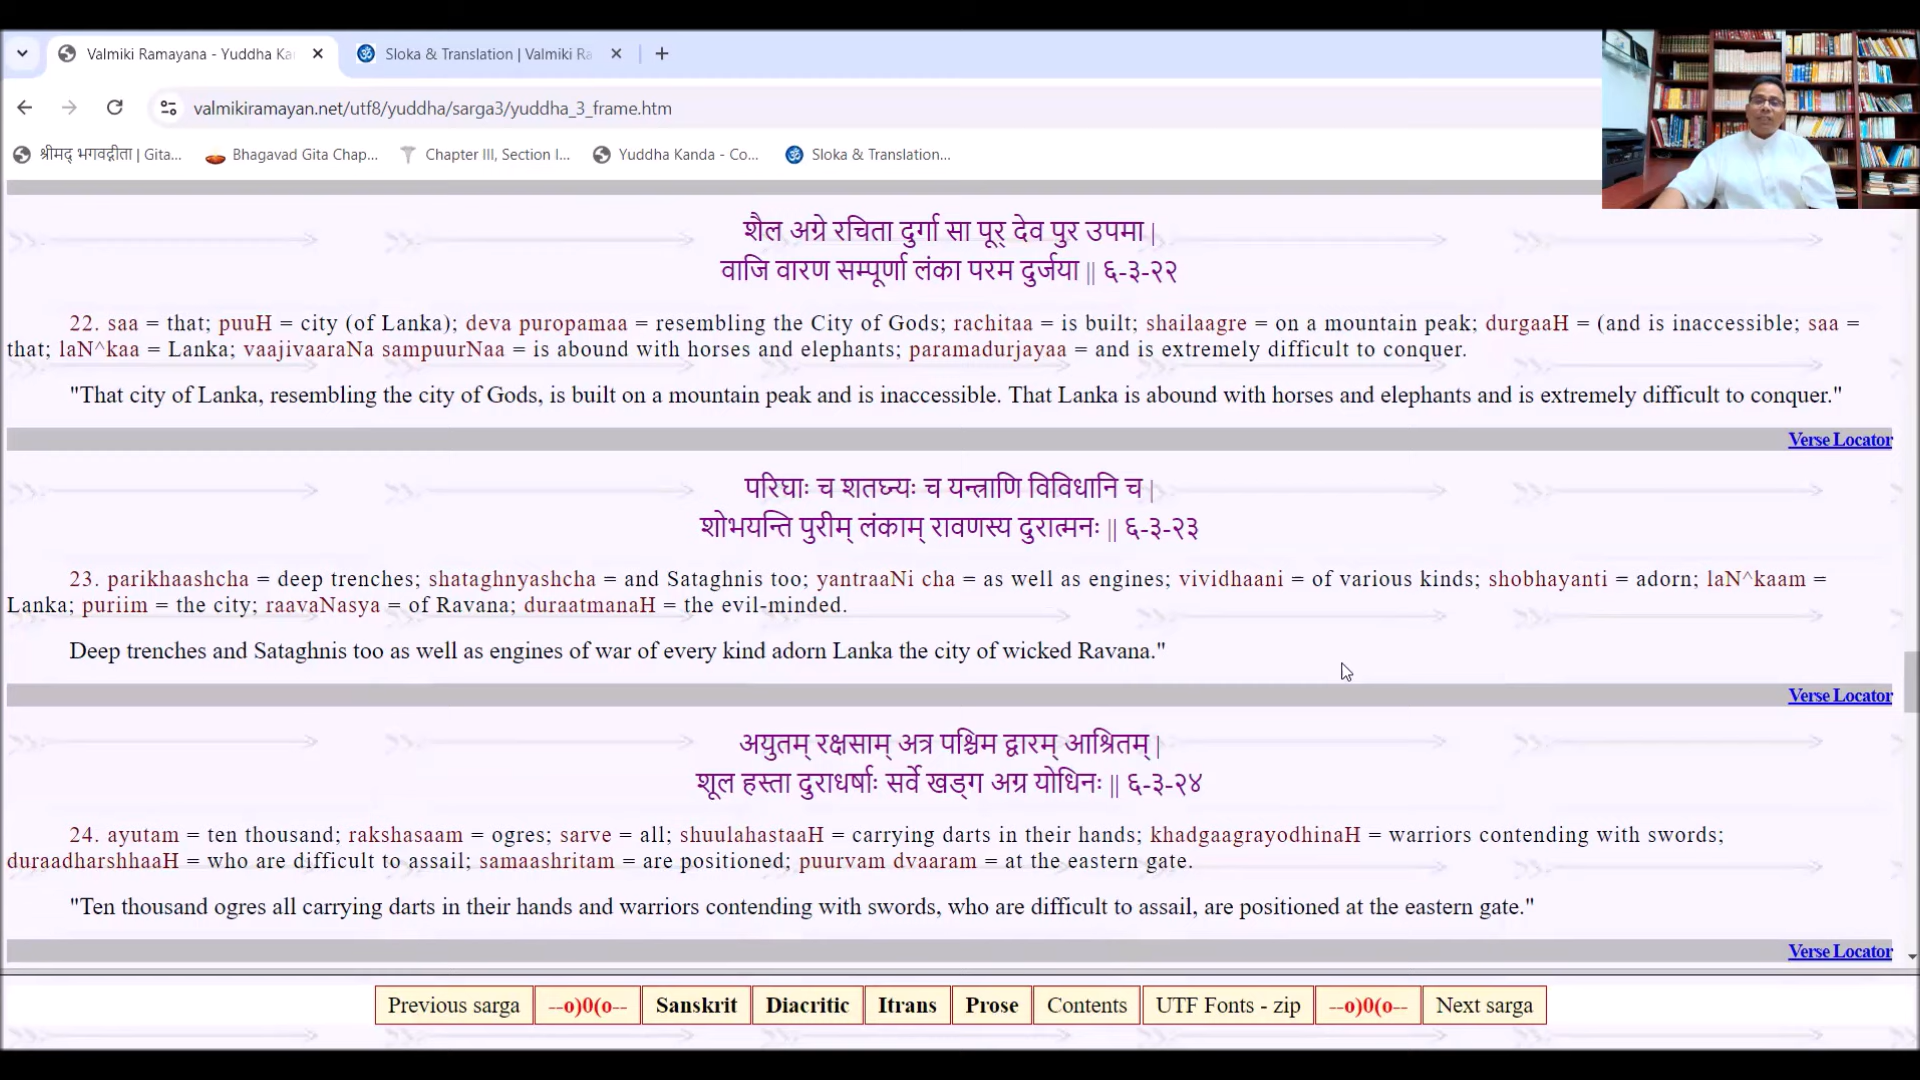 Valmiki Ramayana - Yuddha Ka
Sloka & Translation | Valmiki Ra
valmikiramayan.net/utf8/yuddha/sarga3/yuddha_3_frame.htm
श्रीमद् भगवद्गीता | Gita...
Bhagavad Gita Chap...
Chapter III, Section I...
Yuddha Kanda - Co...
Sloka & Translation...
शैल अग्रे रचिता दुर्गा सा पूर् देव पुर उपमा |
वाजि वारण सम्पूर्णा लंका परम दुर्जया || ६-३-२२
22. saa = that; puuH = city (of Lanka); deva puropamaa = resembling the City of Gods; rachitaa = is built; shailaagre = on a mountain peak; durgaaH = (and is inaccessible; saa =
that; laN^kaa = Lanka; vaajivaaraNa sampuurNaa = is abound with horses and elephants; paramadurjayaa = and is extremely difficult to conquer.
"That city of Lanka, resembling the city of Gods, is built on a mountain peak and is inaccessible. That Lanka is abound with horses and elephants and is extremely difficult to conquer."
Verse Locator
परिघाः च शतघ्न्यः च यन्त्राणि विविधानि च |
शोभयन्ति पुरीम् लंकाम् रावणस्य दुरात्मनः || ६-३-२३
23. parikhaashcha = deep trenches; shataghnyashcha = and Sataghnis too; yantraaNi cha = as well as engines; vividhaani = of various kinds; shobhayanti = adorn; laN^kaam =
Lanka; puriim = the city; raavaNasya = of Ravana; duraatmanaH = the evil-minded.
Deep trenches and Sataghnis too as well as engines of war of every kind adorn Lanka the city of wicked Ravana."
Verse Locator
अयुतम् रक्षसाम् अत्र पश्चिम द्वारम् आश्रितम् |
शूल हस्ता दुराधर्षाः सर्वे खड्ग अग्र योधिनः || ६-३-२४
24. ayutam = ten thousand; rakshasaam = ogres; sarve = all; shuulahastaaH = carrying darts in their hands; khadgaagrayodhinaH = warriors contending with swords;
duraadharshhaaH = who are difficult to assail; samaashritam = are positioned; puurvam dvaaram = at the eastern gate.
"Ten thousand ogres all carrying darts in their hands and warriors contending with swords, who are difficult to assail, are positioned at the eastern gate."
Verse Locator
Previous sarga --o)0(o-- Sanskrit Diacritic Itrans Prose Contents UTF Fonts - zip --o)0(o-- Next sarga